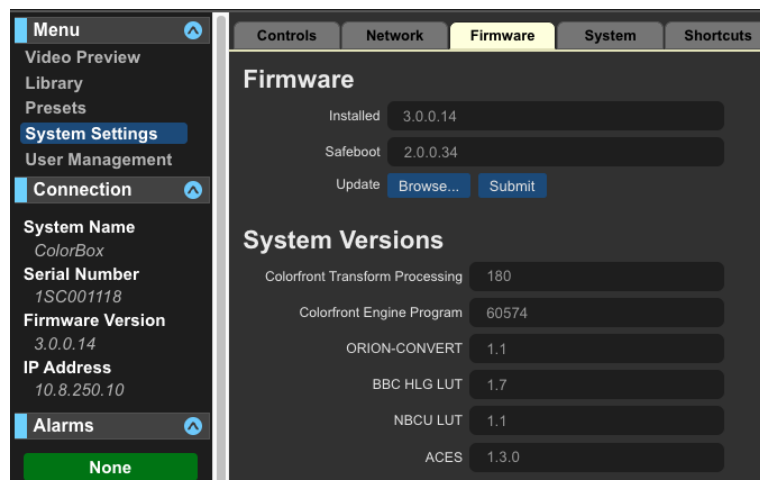 Menu
Video Preview
Library
Presets
System Settings
User Management
Connection
System Name
ColorBox
Serial Number
1SC001118
Firmware Version
3.0.0.14
IP Address
10.8.250.10
Alarms
None
Controls Network Firmware System Shortcuts
Firmware
Installed 3.0.0.14
Safeboot 2.0.0.34
Update Browse... Submit
System Versions
Colorfront Transform Processing 180
Colorfront Engine Program 60574
ORION-CONVERT 1.1
BBC HLG LUT 1.7
NBCU LUT 1.1
ACES 1.3.0